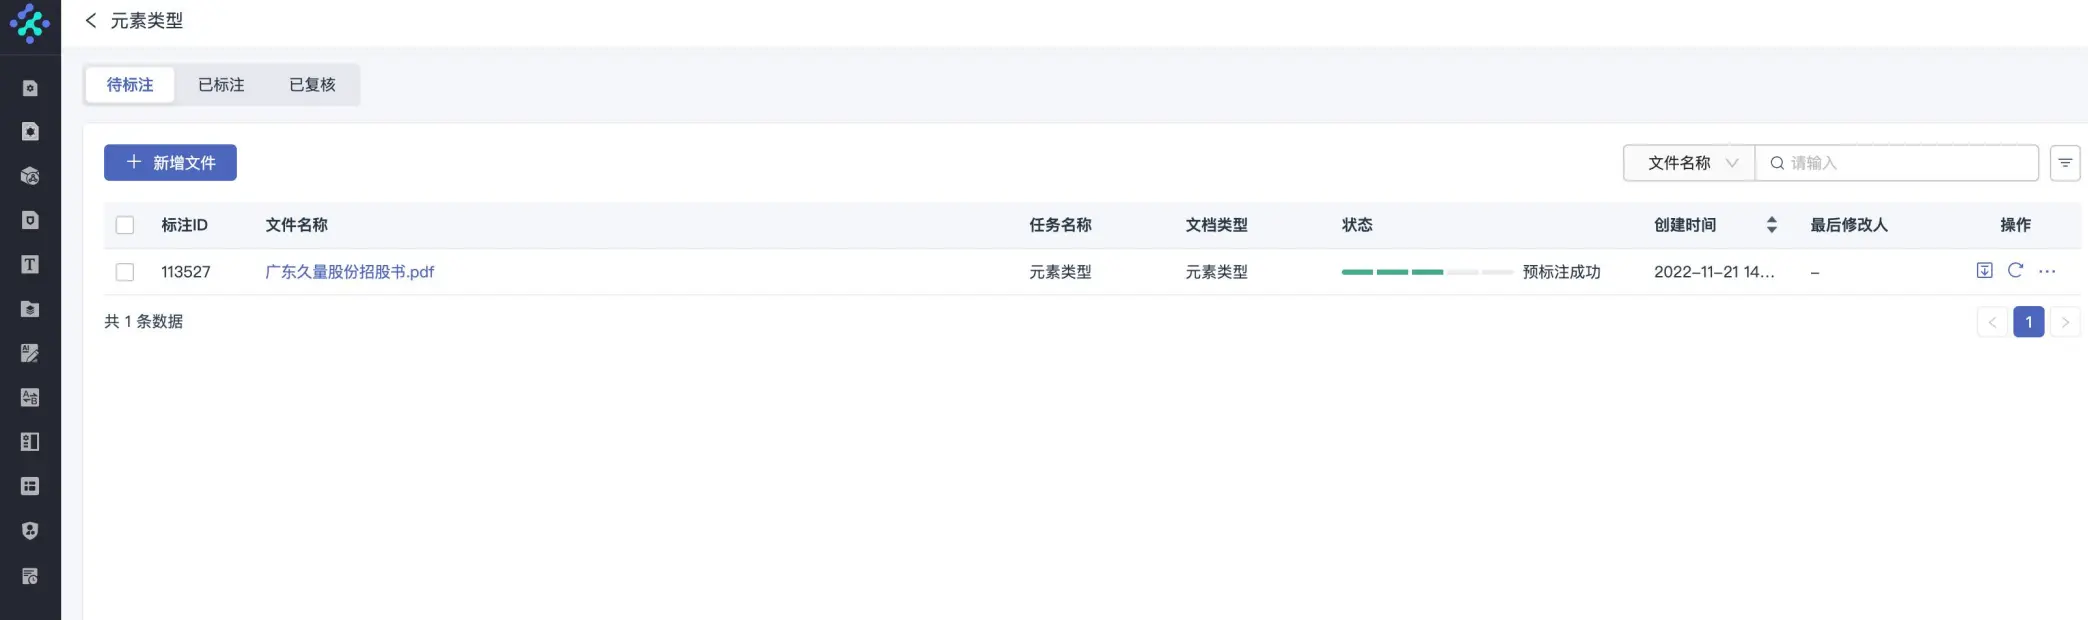 元素类型
待标注 已标注 已复核
新增文件 文件名称 请输入
标注ID 文件名称 任务名称 文档类型 状态 创建时间 最后修改人 操作
113527 广东久量股份招股书.pdf 元素类型 元素类型 预标注成功 2022-11-21 14... -
共 1 条数据 1